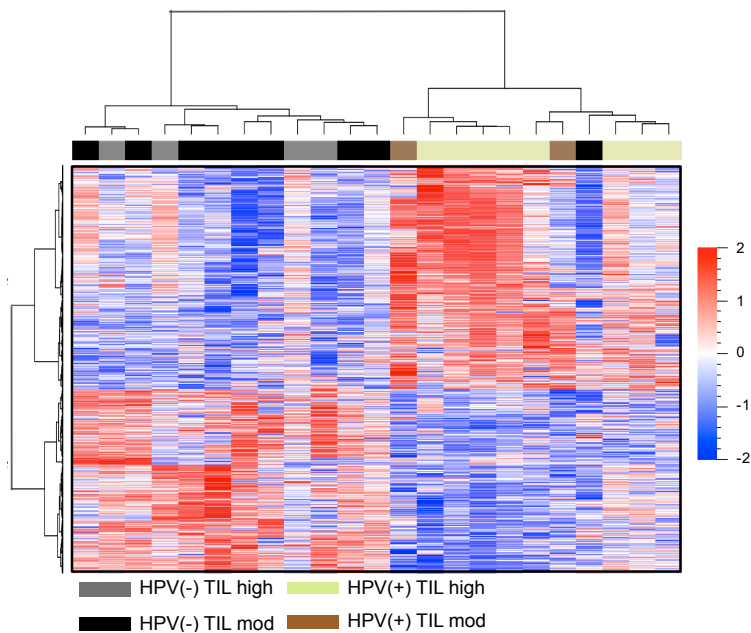 2
1
0
-1
-2
HPV(-) TIL high HPV(+) TIL high
HPV(-) TIL mod HPV(+) TIL mod